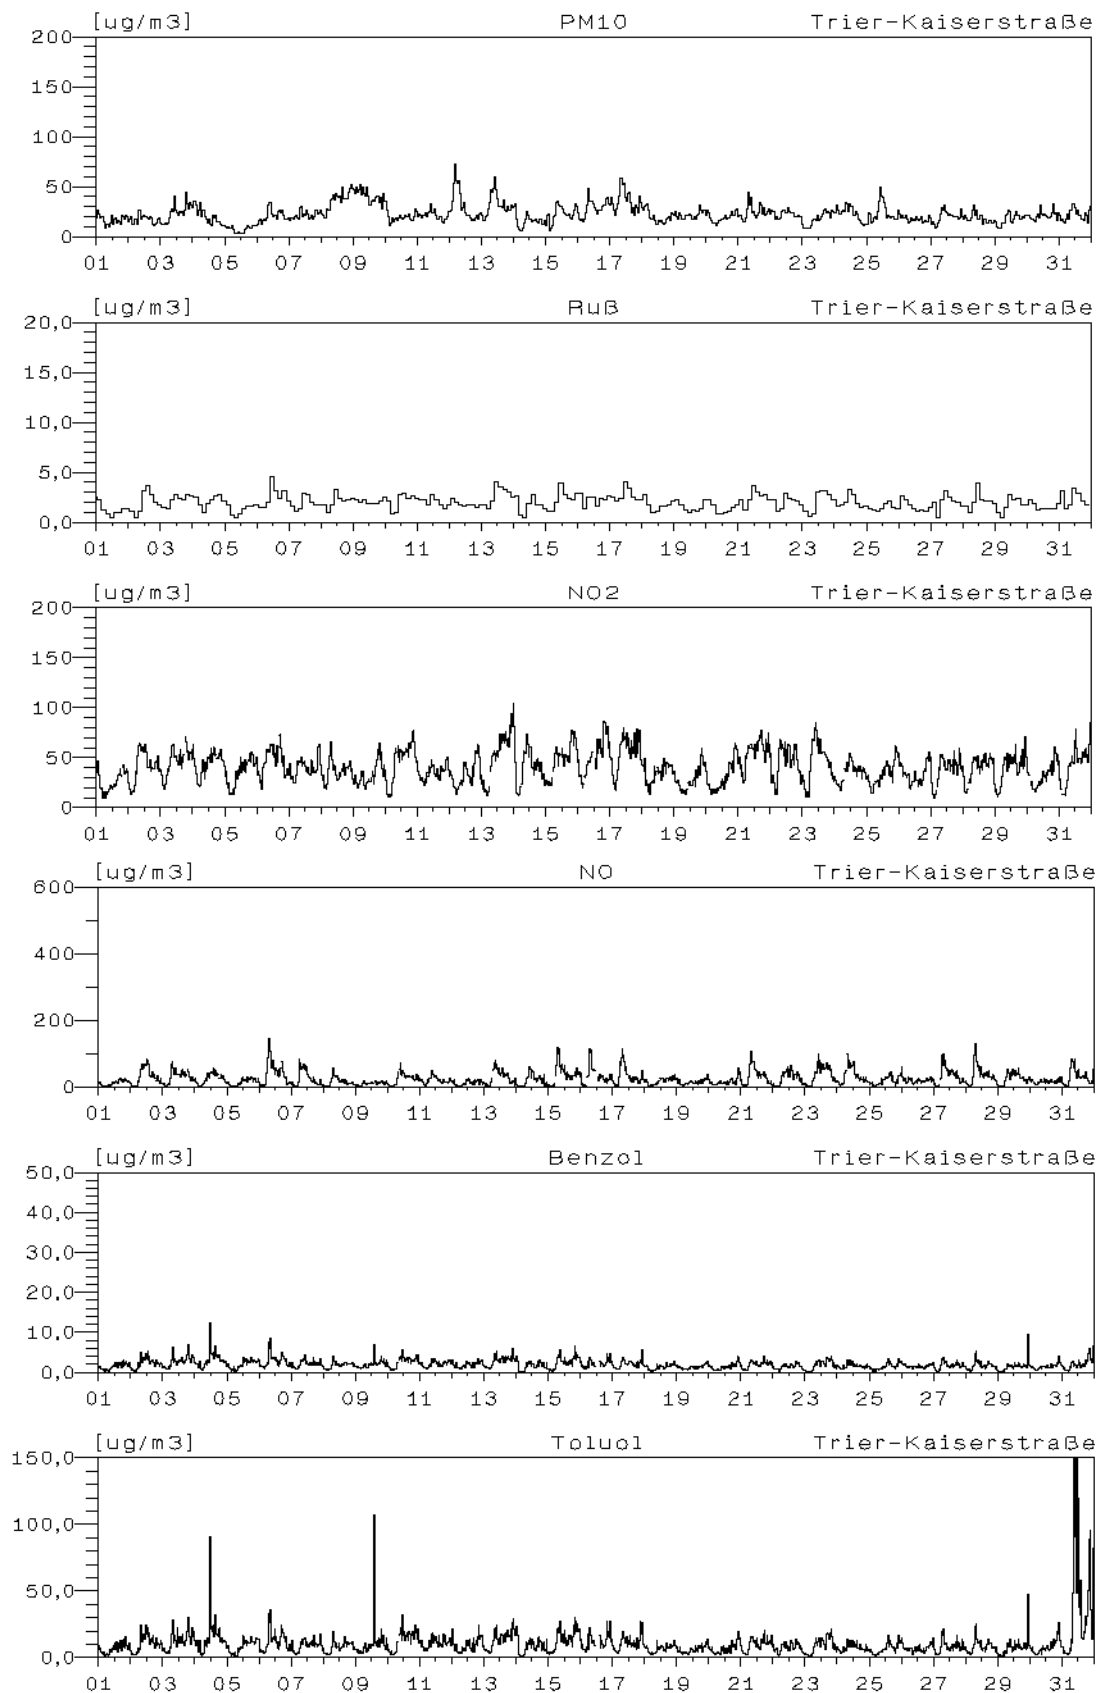 [ug/m3] PM10 Trier-Kaiserstraße
200
150
100
50
0
01 03 05 07 09 11 13 15 17 19 21 23 25 27 29 31
[ug/m3] Ruß Trier-Kaiserstraße
20,0
15,0
10,0
5,0
0,0
01 03 05 07 09 11 13 15 17 19 21 23 25 27 29 31
[ug/m3] NO2 Trier-Kaiserstraße
200
150
100
50
0
01 03 05 07 09 11 13 15 17 19 21 23 25 27 29 31
[ug/m3] NO Trier-Kaiserstraße
600
400
200
0
01 03 05 07 09 11 13 15 17 19 21 23 25 27 29 31
[ug/m3] Benzol Trier-Kaiserstraße
50,0
40,0
30,0
20,0
10,0
0,0
01 03 05 07 09 11 13 15 17 19 21 23 25 27 29 31
[ug/m3] Toluol Trier-Kaiserstraße
150,0
100,0
50,0
0,0
01 03 05 07 09 11 13 15 17 19 21 23 25 27 29 31